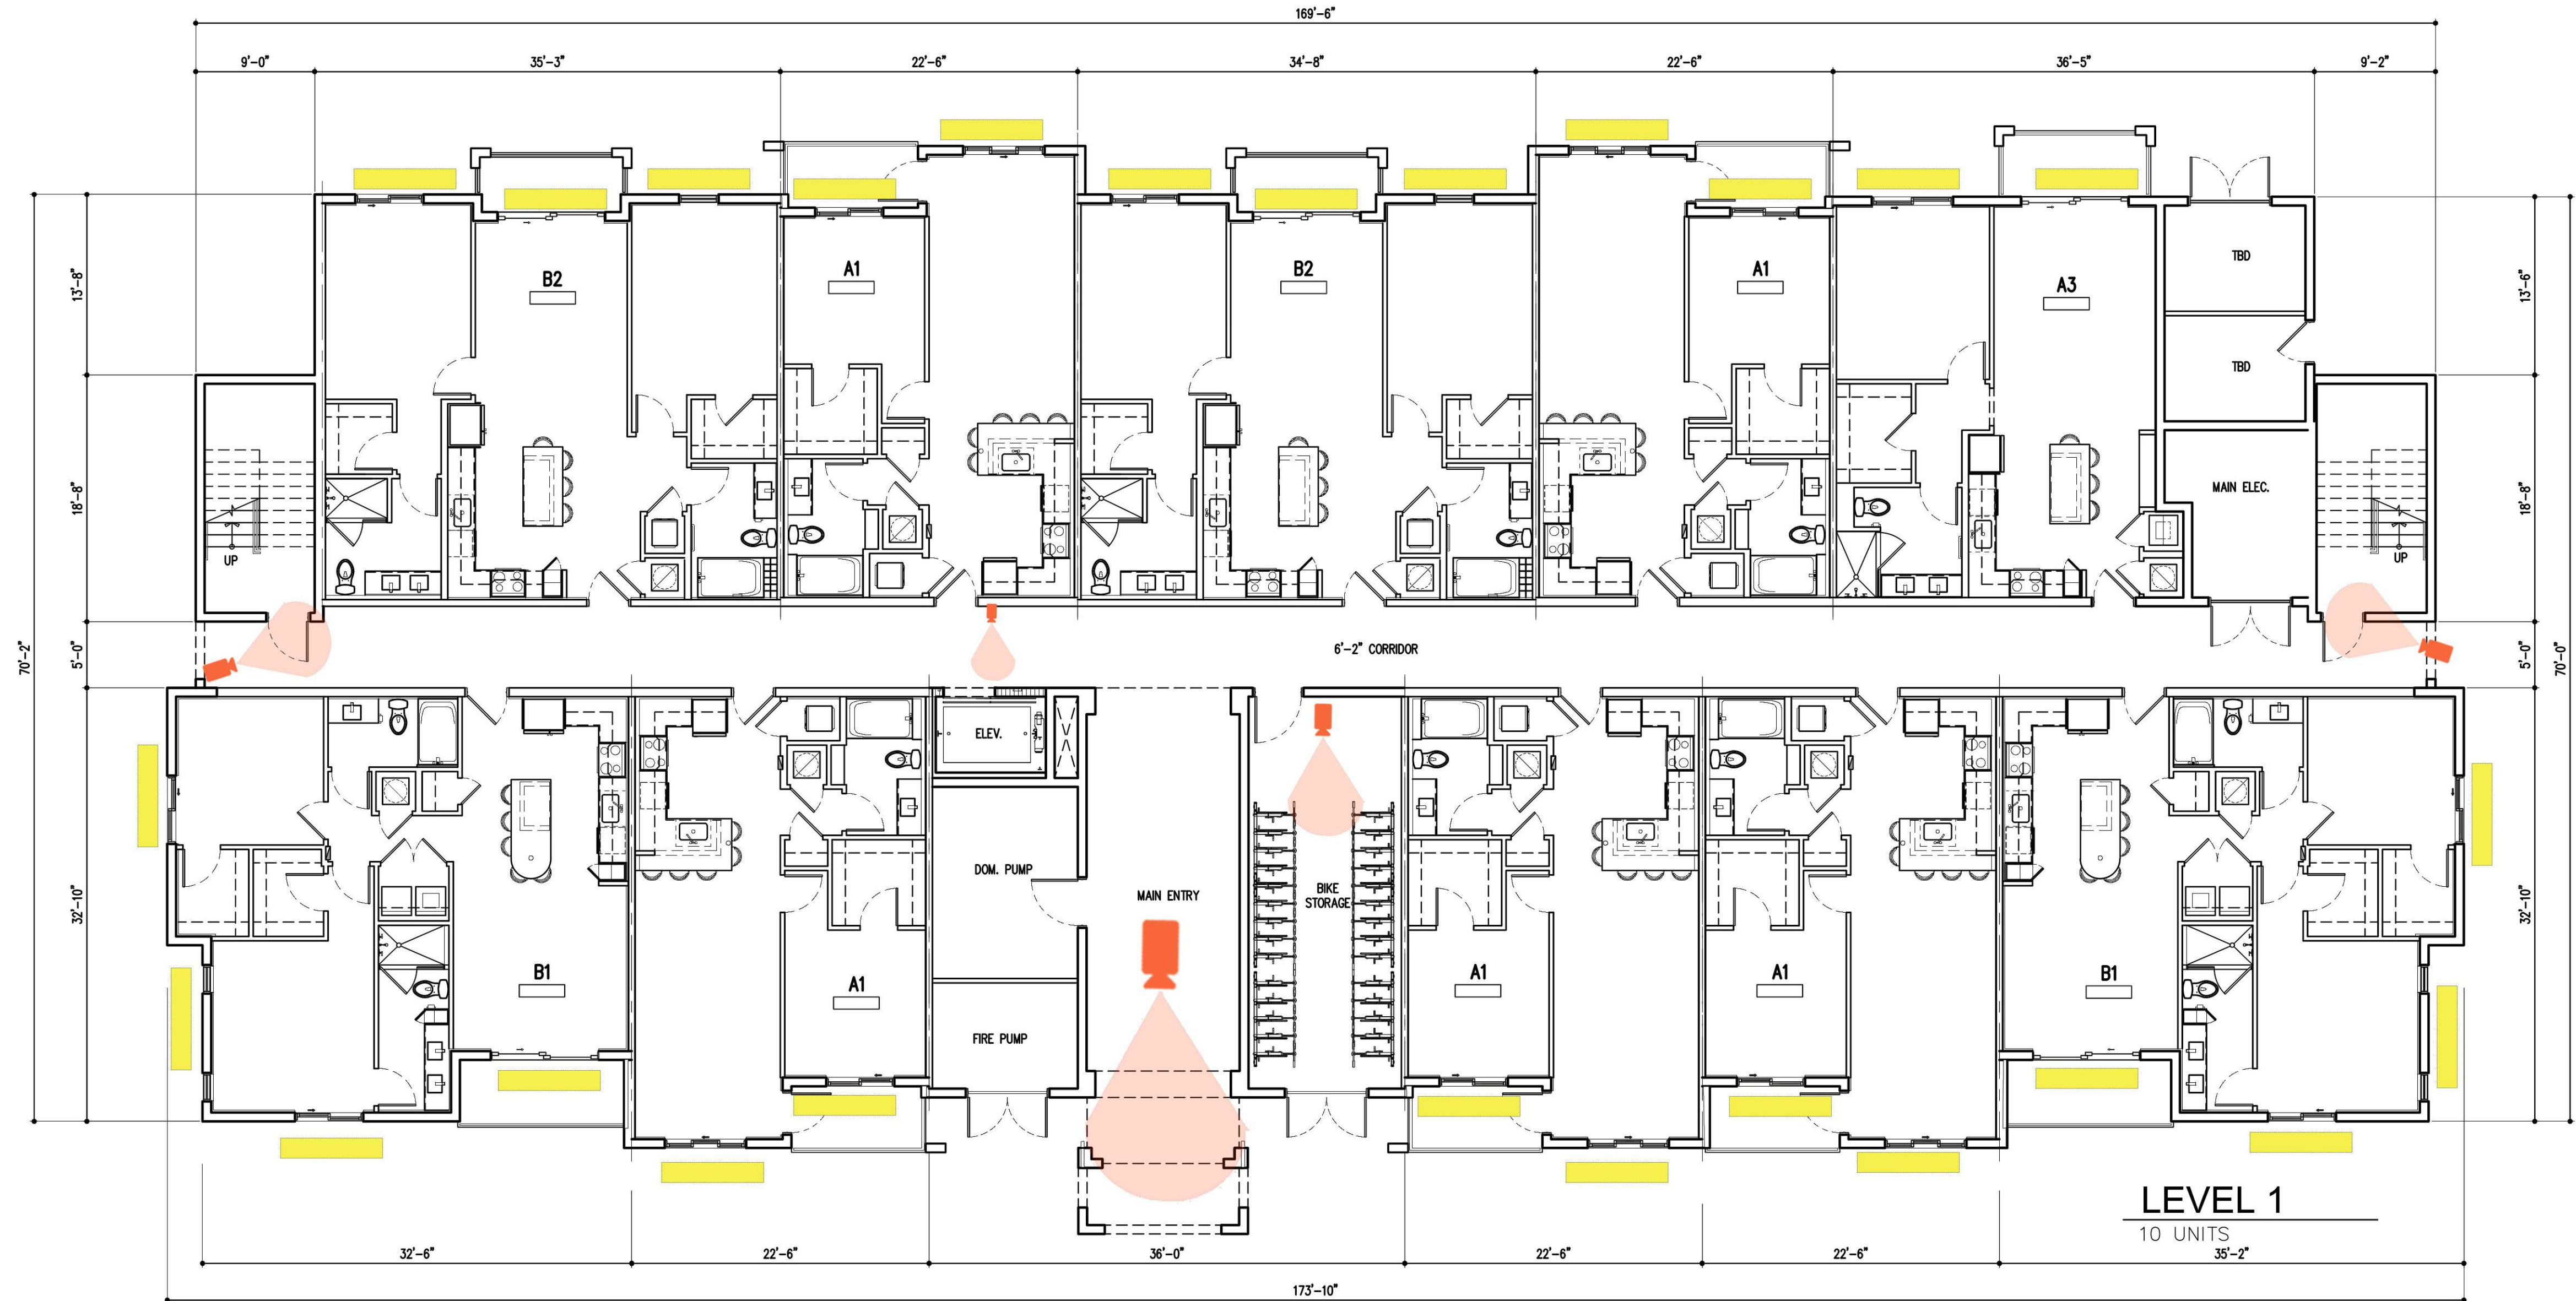 169'-6"
9'-0"
35'-3"
22'-6"
34'-8"
22'-6"
36'-5"
9'-2"
13'-8"
18'-8"
5'-0"
32'-10"
70'-2"
13'-6"
18'-8"
5'-0"
32'-10"
70'-0"
B2
A1
B2
A1
A3
TBD
TBD
MAIN ELEC.
UP
UP
6'-2" CORRIDOR
ELEV.
DOM. PUMP
MAIN ENTRY
BIKE
STORAGE
FIRE PUMP
B1
A1
A1
A1
B1
LEVEL 1
10 UNITS
32'-6"
22'-6"
36'-0"
22'-6"
22'-6"
35'-2"
173'-10"